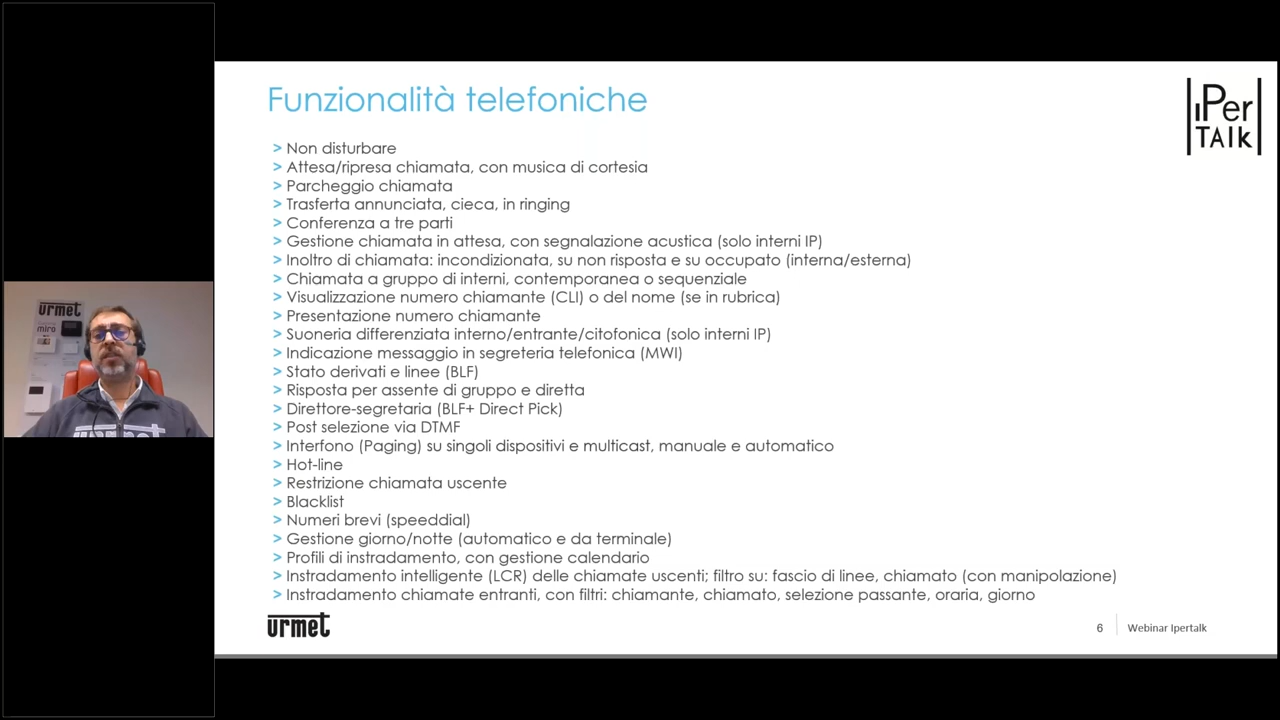 Funzionalità telefoniche
IPer
TAlk
> Non disturbare
> Attesa/ripresa chiamata, con musica di cortesia
> Parcheggio chiamata
> Trasferta annunciata, cieca, in ringing
> Conferenza a tre parti
> Gestione chiamata in attesa, con segnalazione acustica (solo interni IP)
> Inoltro di chiamata: incondizionata, su non risposta e su occupato (interna/esterna)
> Chiamata a gruppo di interni, contemporanea o sequenziale
> Visualizzazione numero chiamante (CLI) o del nome (se in rubrica)
> Presentazione numero chiamante
> Suoneria differenziata interno/entrante/citofonica (solo interni IP)
> Indicazione messaggio in segreteria telefonica (MWI)
> Stato derivati e linee (BLF)
> Risposta per assente di gruppo e diretta
> Direttore-segretaria (BLF+ Direct Pick)
> Post selezione via DTMF
> Interfono (Paging) su singoli dispositivi e multicast, manuale e automatico
> Hot-line
> Restrizione chiamata uscente
> Blacklist
> Numeri brevi (speeddial)
> Gestione giorno/notte (automatico e da terminale)
> Profili di instradamento, con gestione calendario
> Instradamento intelligente (LCR) delle chiamate uscenti; filtro su: fascio di linee, chiamato (con manipolazione)
> Instradamento chiamate entranti, con filtri: chiamante, chiamato, selezione passante, oraria, giorno
urmet
6
Webinar Ipertalk
urmet
miro
urmet